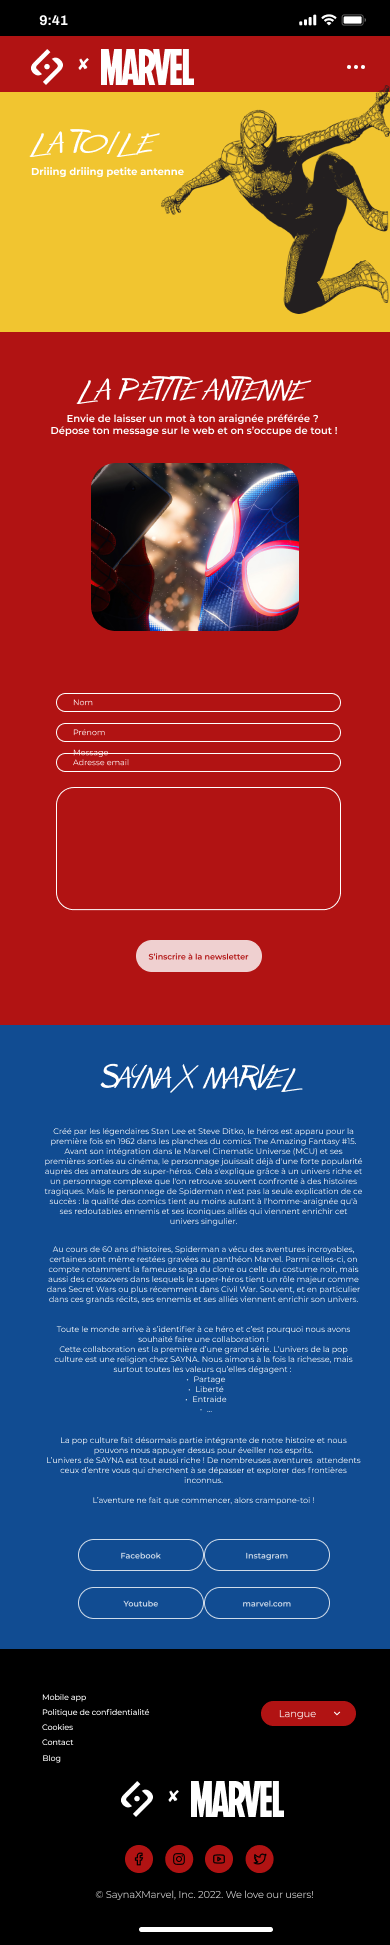 9:41
x MARVEL
LA TOILE
Driiing driiing petite antenne
LA PETITE ANTENNE
Envie de laisser un mot à ton araignée préférée ?
Dépose ton message sur le web et on s'occupe de tout !
Nom
Prénom
Message
Adresse email
S'inscrire à la newsletter
SAYNA X MARVEL
Créé par les légendaires Stan Lee et Steve Ditko, le héros est apparu pour la
première fois en 1962 dans les planches du comics The Amazing Fantasy #15.
Avant son intégration dans le Marvel Cinematic Universe (MCU) et ses
premières sorties au cinéma, le personnage jouissait déjà d'une forte popularité
auprès des amateurs de super-héros. Cela s'explique grâce à un univers riche et
un personnage complexe que l'on retrouve souvent confronté à des histoires
tragiques. Mais le personnage de Spiderman n'est pas la seule explication de ce
succès : la qualité des comics tient au moins autant à l'homme-araignée qu'à
ses redoutables ennemis et ses iconiques alliés qui viennent enrichir cet
univers singulier.
Au cours de 60 ans d'histoires, Spiderman a vécu des aventures incroyables,
certaines sont même restées gravées au panthéon Marvel. Parmi celles-ci, on
compte notamment la fameuse saga du clone ou celle du costume noir, mais
aussi des crossovers dans lesquels le super-héros tient un rôle majeur comme
dans Secret Wars ou plus récemment dans Civil War. Souvent, et en particulier
dans ces grands récits, ses ennemis et ses alliés viennent enrichir son univers.
Toute le monde arrive à s'identifier à ce héro et c'est pourquoi nous avons
souhaité faire une collaboration !
Cette collaboration est la première d'une grand série. L'univers de la pop
culture est une religion chez SAYNA. Nous aimons à la fois la richesse, mais
surtout toutes les valeurs qu'elles dégagent :
• Partage
• Liberté
• Entraide
• ...
La pop culture fait désormais partie intégrante de notre histoire et nous
pouvons nous appuyer dessus pour éveiller nos esprits.
L'univers de SAYNA est tout aussi riche ! De nombreuses aventures attendents
ceux d'entre vous qui cherchent à se dépasser et explorer des frontières
inconnus.
L'aventure ne fait que commencer, alors crampone-toi !
Facebook
Instagram
Youtube
marvel.com
Mobile app
Politique de confidentialité
Cookies
Contact
Blog
Langue
x MARVEL
© SaynaXMarvel, Inc. 2022. We love our users!